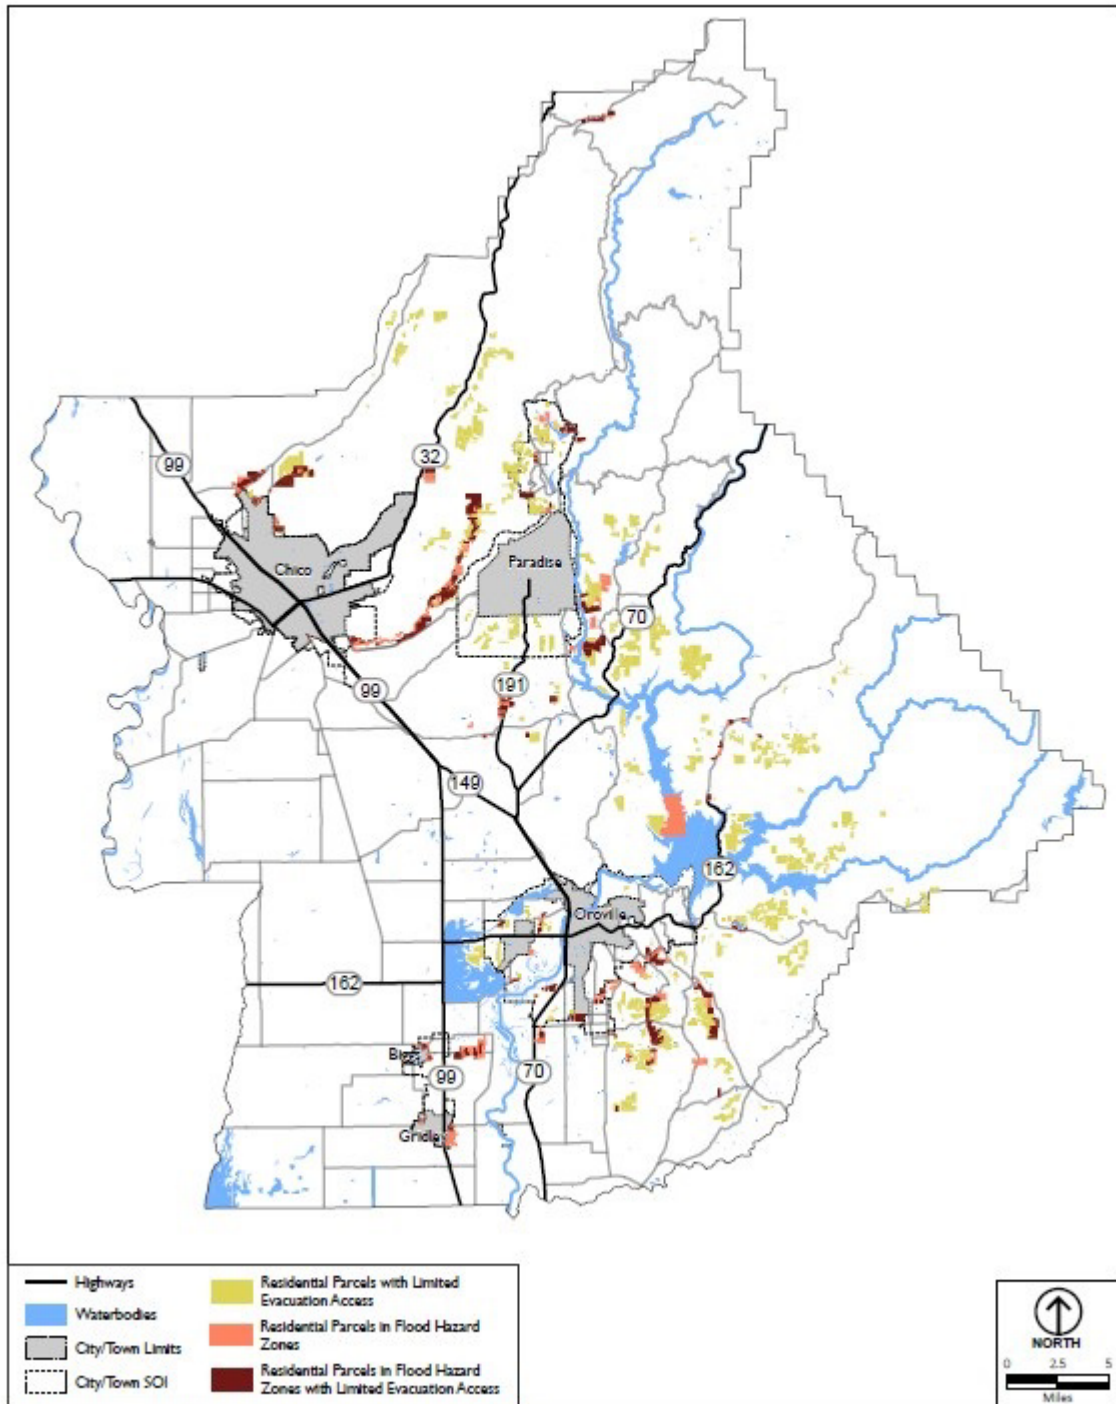 32
99
Chico
Paradise
70
191
99
149
162
Oroville
162
Biggs
99
70
Gridley
Highways
Waterbodies
City/Town Limits
City/Town SOI
Residential Parcels with Limited
Evacuation Access
Residential Parcels in Flood Hazard
Zones
Residential Parcels in Flood Hazard
Zones with Limited Evacuation Access
NORTH
0 2.5 5
Miles